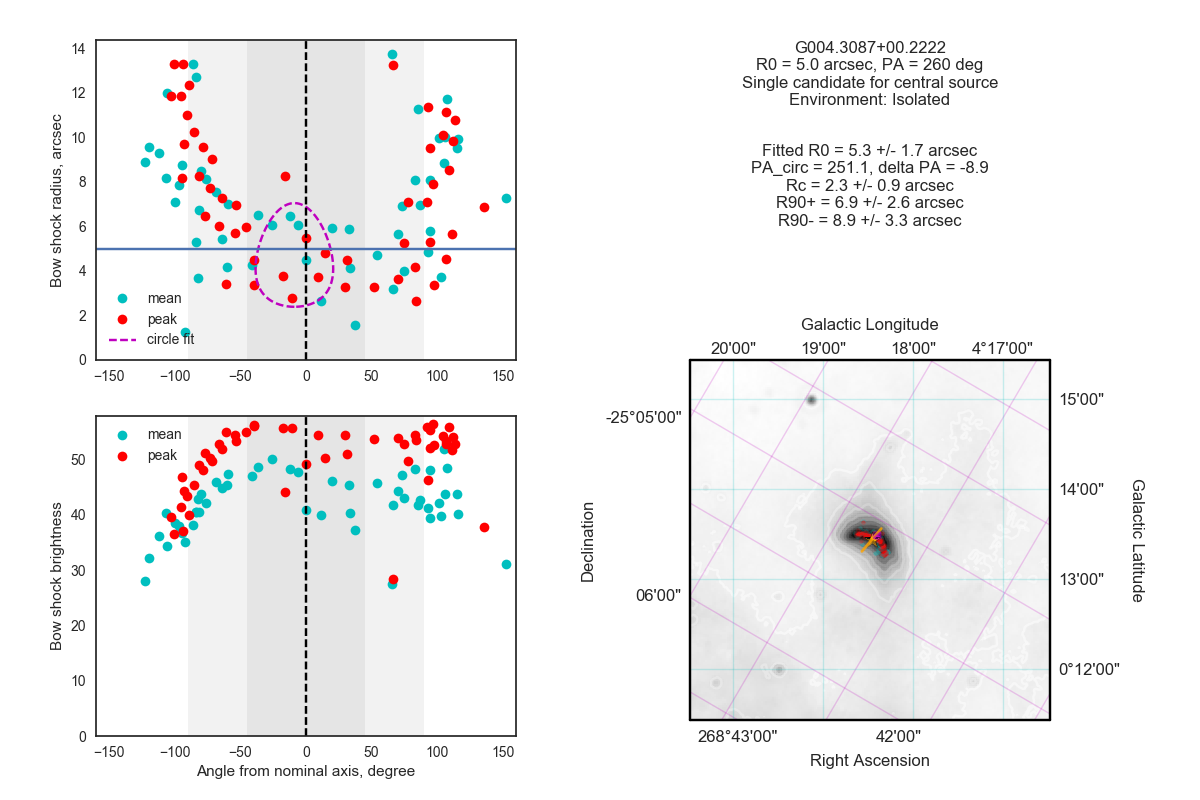 G004.3087+00.2222
R0 = 5.0 arcsec, PA = 260 deg
Single candidate for central source
Environment: Isolated
Fitted R0 = 5.3 +/- 1.7 arcsec
PA_circ = 251.1, delta PA = -8.9
Rc = 2.3 +/- 0.9 arcsec
R90+ = 6.9 +/- 2.6 arcsec
R90- = 8.9 +/- 3.3 arcsec
Bow shock radius, arcsec
14
12
10
8
6
4
2
0
mean
peak
circle fit
−150 −100 −50 0 50 100 150
Bow shock brightness
50
40
30
20
10
0
mean
peak
−150 −100 −50 0 50 100 150
Angle from nominal axis, degree
Galactic Longitude
20'00" 19'00" 18'00" 4°17'00"
-25°05'00"
06'00"
Declination
15'00"
14'00"
13'00"
0°12'00"
Galactic Latitude
268°43'00" 42'00"
Right Ascension